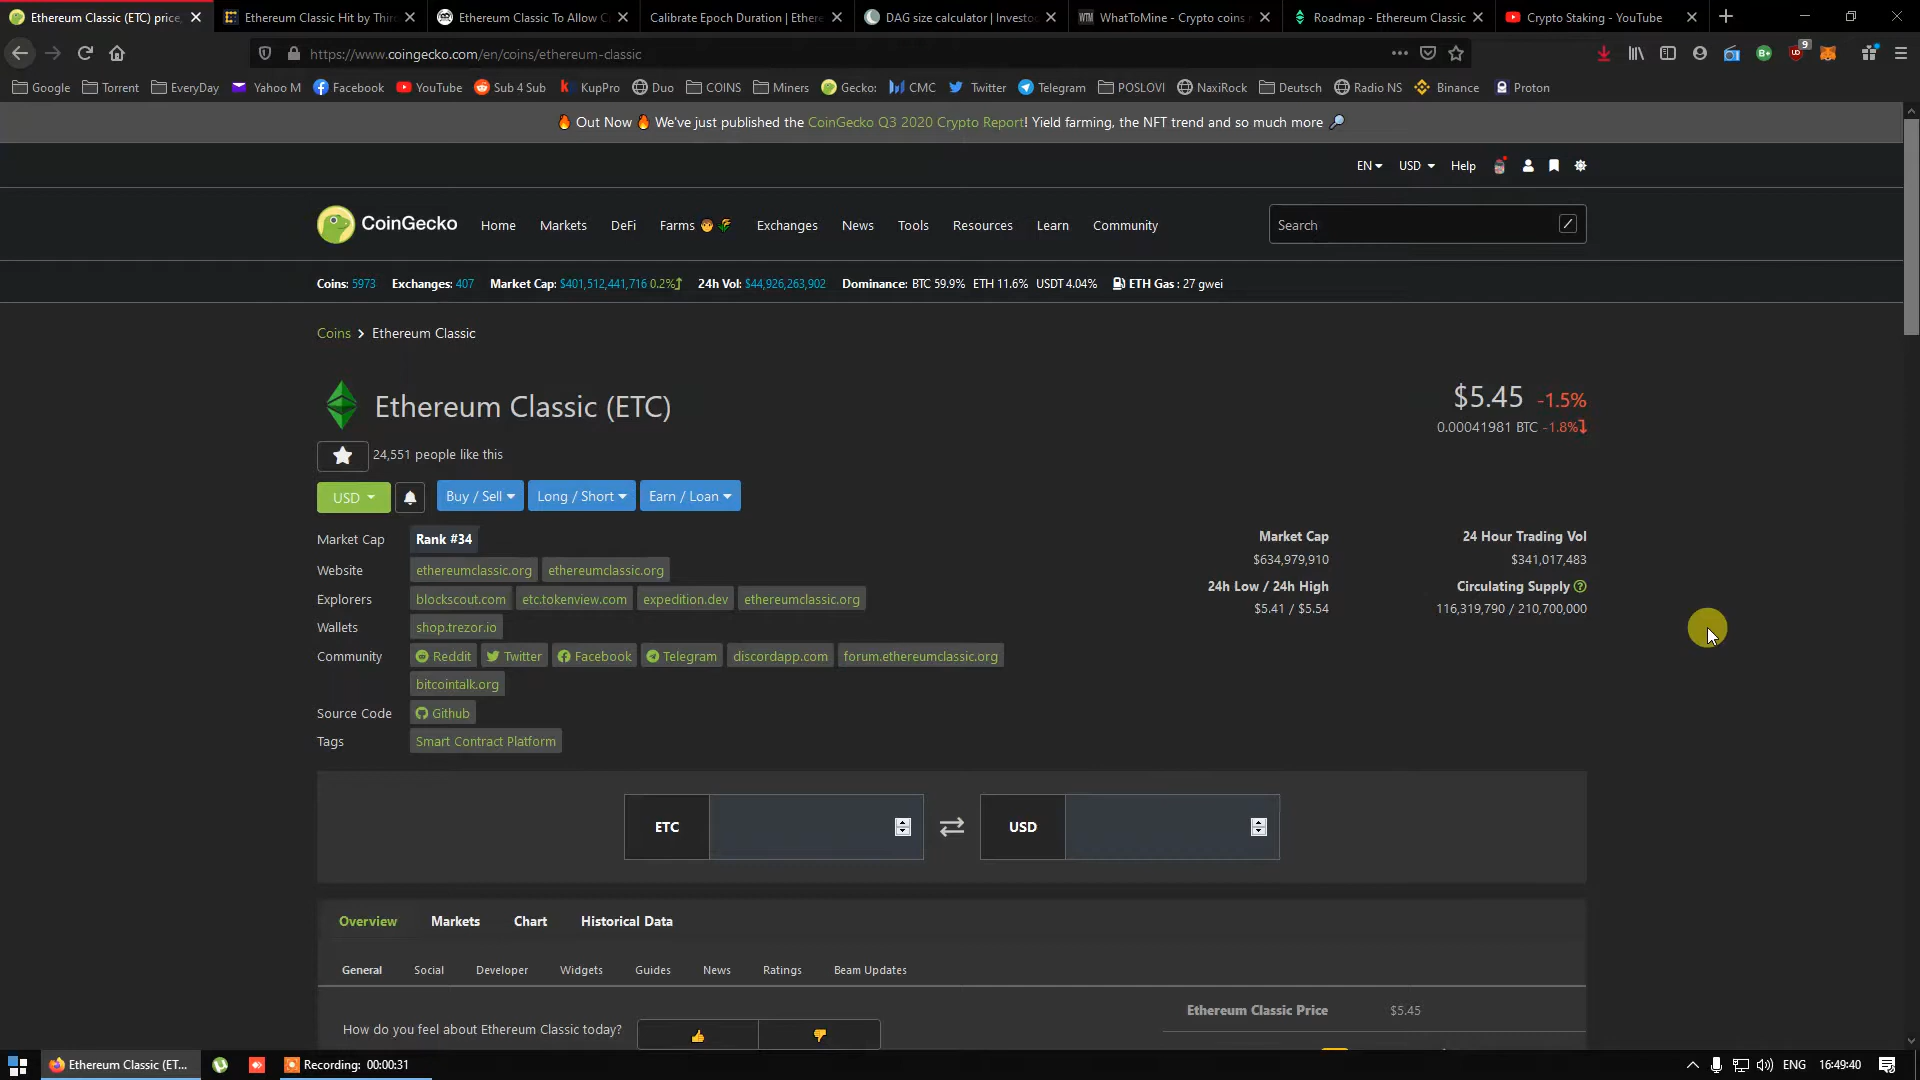 Ethereum Classic (ETC) price,
Ethereum Classic Hit by Thir
Ethereum Classic To Allow C
Calibrate Epoch Duration | Ethere
DAG size calculator | Investo
WhatToMine - Crypto coins
Roadmap - Ethereum Classic
Crypto Staking - YouTube
https://www.coingecko.com/en/coins/ethereum-classic
9
Google Torrent EveryDay Yahoo M Facebook YouTube Sub 4 Sub KupPro Duo COINS Miners Gecko: CMC Twitter Telegram POSLOVI NaxiRock Deutsch Radio NS Binance Proton
Out Now We've just published the CoinGecko Q3 2020 Crypto Report! Yield farming, the NFT trend and so much more
EN USD Help
CoinGecko Home Markets DeFi Farms Exchanges News Tools Resources Learn Community Search /
Coins: 5973 Exchanges: 407 Market Cap: $401,512,441,716 0.2% 24h Vol: $44,926,263,902 Dominance: BTC 59.9% ETH 11.6% USDT 4.04% ETH Gas : 27 gwei
Coins > Ethereum Classic
Ethereum Classic (ETC)
$5.45 -1.5%
0.00041981 BTC -1.8%
24,551 people like this
USD Buy / Sell Long / Short Earn / Loan
Market Cap Rank #34
Website ethereumclassic.org ethereumclassic.org
Explorers blockscout.com etc.tokenview.com expedition.dev ethereumclassic.org
Wallets shop.trezor.io
Community Reddit Twitter Facebook Telegram discordapp.com forum.ethereumclassic.org
bitcointalk.org
Source Code Github
Tags Smart Contract Platform
Market Cap 24 Hour Trading Vol
$634,979,910 $341,017,483
24h Low / 24h High Circulating Supply
$5.41 / $5.54 116,319,790 / 210,700,000
ETC USD
Overview Markets Chart Historical Data
General Social Developer Widgets Guides News Ratings Beam Updates
How do you feel about Ethereum Classic today?
Ethereum Classic Price $5.45
Ethereum Classic (ET... Recording: 00:00:31 ENG 16:49:40